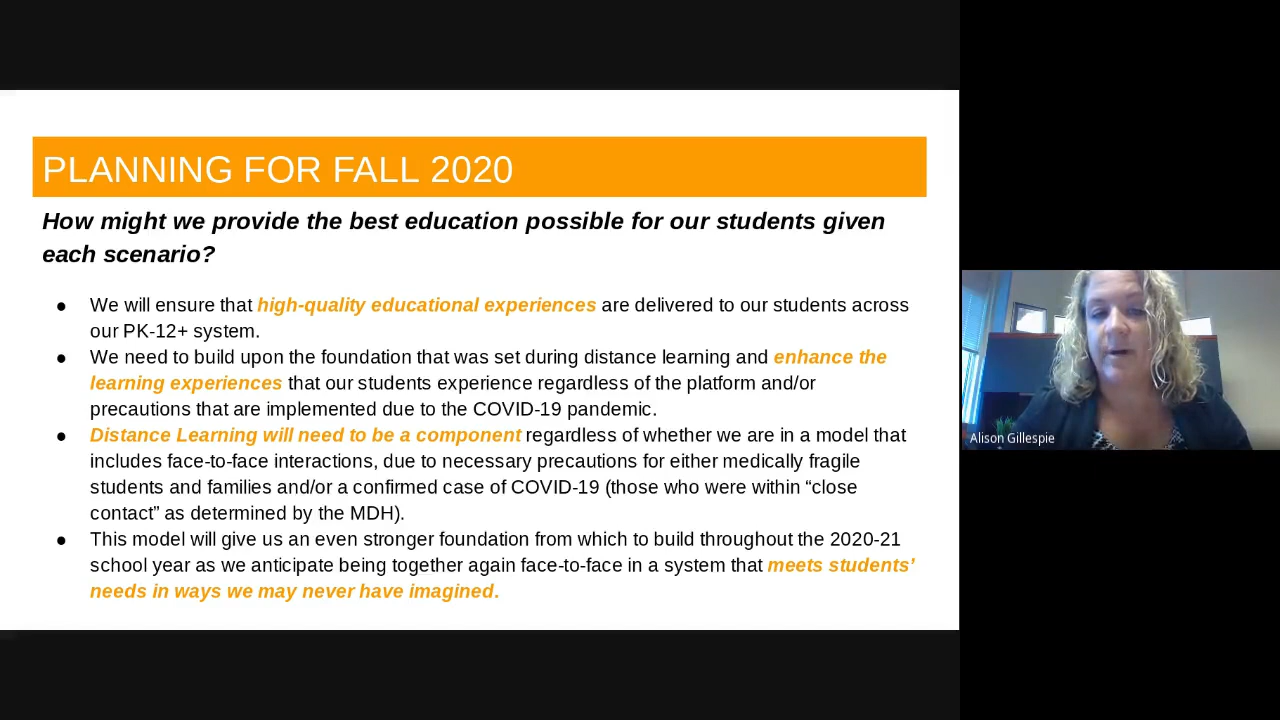 PLANNING FOR FALL 2020
How might we provide the best education possible for our students given
each scenario?
● We will ensure that high-quality educational experiences are delivered to our students across
our PK-12+ system.
● We need to build upon the foundation that was set during distance learning and enhance the
learning experiences that our students experience regardless of the platform and/or
precautions that are implemented due to the COVID-19 pandemic.
● Distance Learning will need to be a component regardless of whether we are in a model that
includes face-to-face interactions, due to necessary precautions for either medically fragile
students and families and/or a confirmed case of COVID-19 (those who were within “close
contact” as determined by the MDH).
● This model will give us an even stronger foundation from which to build throughout the 2020-21
school year as we anticipate being together again face-to-face in a system that meets students’
needs in ways we may never have imagined.
Alison Gillespie